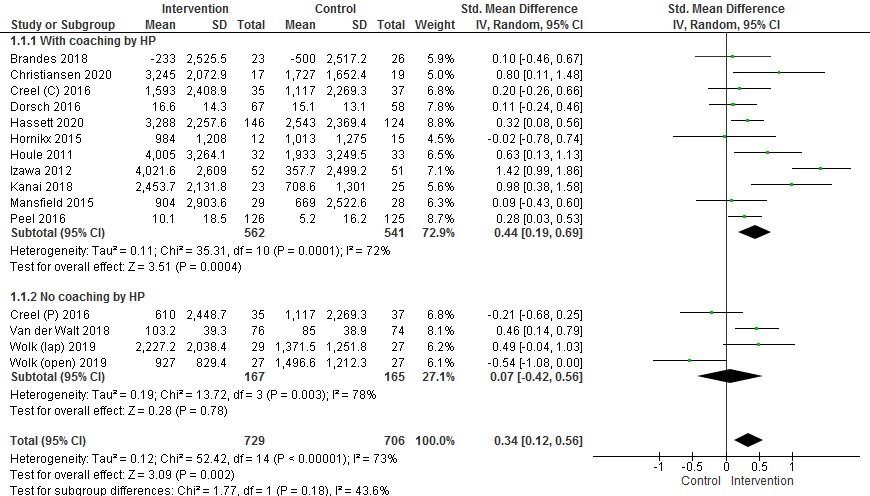 Intervention Control Std. Mean Difference Std. Mean Difference
Study or Subgroup Mean SD Total Mean SD Total Weight IV, Random, 95% CI IV, Random, 95% CI
1.1.1 With coaching by HP
Brandes 2018 -233 2,525.5 23 -500 2,517.2 26 5.9% 0.10 [-0.46, 0.67]
Christiansen 2020 3,245 2,072.9 17 1,727 1,652.4 19 5.0% 0.80 [0.11, 1.48]
Creel (C) 2016 1,593 2,408.9 35 1,117 2,269.3 37 6.8% 0.20 [-0.26, 0.66]
Dorsch 2016 16.6 14.3 67 15.1 13.1 58 7.8% 0.11 [-0.24, 0.46]
Hassett 2020 3,288 2,257.6 146 2,543 2,369.4 124 8.7% 0.32 [0.08, 0.56]
Hornikx 2015 984 1,208 12 1,013 1,275 15 4.5% -0.02 [-0.78, 0.74]
Houle 2011 4,005 3,264.1 32 1,933 3,249.5 33 6.5% 0.63 [0.13, 1.13]
Izawa 2012 4,021.6 2,609 52 357.7 2,499.2 51 7.1% 1.42 [0.99, 1.86]
Kanai 2018 2,453.7 2,131.8 23 708.6 1,301 25 5.6% 0.98 [0.38, 1.58]
Mansfield 2015 904 2,903.6 29 669 2,522.6 28 6.3% 0.09 [-0.43, 0.60]
Peel 2016 10.1 18.5 126 5.2 16.2 125 8.6% 0.28 [0.03, 0.53]
Subtotal (95% CI) 562 541 72.9% 0.44 [0.19, 0.69]
Heterogeneity: Tau² = 0.11; Chi² = 35.31, df = 10 (P = 0.0001); I² = 72%
Test for overall effect: Z = 3.51 (P = 0.0004)
1.1.2 No coaching by HP
Creel (P) 2016 610 2,448.7 35 1,117 2,269.3 37 6.8% -0.21 [-0.68, 0.25]
Van der Walt 2018 103.2 39.3 76 85 38.9 74 8.1% 0.46 [0.14, 0.79]
Wolk (lap) 2019 2,227.2 2,038.4 29 1,371.5 1,251.8 27 6.2% 0.49 [-0.04, 1.03]
Wolk (open) 2019 927 829.4 27 1,496.6 1,212.3 27 6.1% -0.54 [-1.08, 0.00]
Subtotal (95% CI) 167 165 27.1% 0.07 [-0.42, 0.56]
Heterogeneity: Tau² = 0.19; Chi² = 13.72, df = 3 (P = 0.003); I² = 78%
Test for overall effect: Z = 0.28 (P = 0.78)
Total (95% CI) 729 706 100.0% 0.34 [0.12, 0.56]
Heterogeneity: Tau² = 0.12; Chi² = 52.42, df = 14 (P < 0.00001); I² = 73%
Test for overall effect: Z = 3.09 (P = 0.002)
Test for subgroup differences: Chi² = 1.77, df = 1 (P = 0.18), I² = 43.6%
-1 -0.5 0 0.5 1
Control Intervention